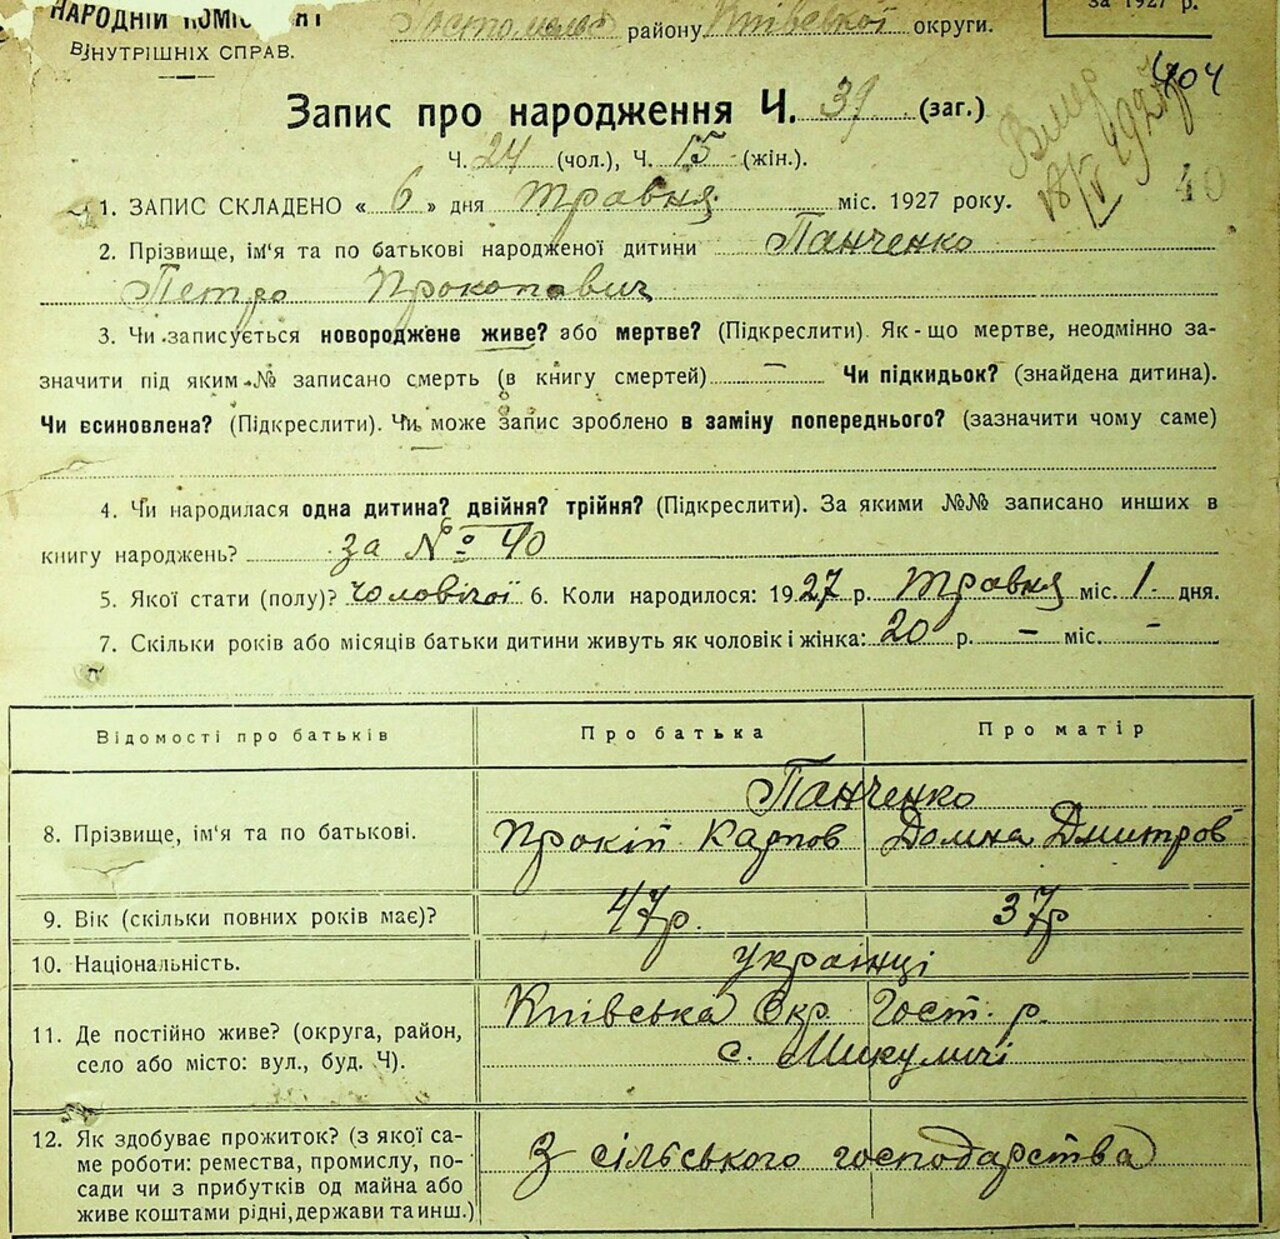 НАРОДНІЙ КОМІС
ВНУТРІШНІХ СПРАВ.
за 1927 р.
району Київської округи.
404
Запис про народження Ч. 39 (заг.)
Ч. 24 (чол.), Ч. 15 (жін.).
40
1. ЗАПИС СКЛАДЕНО « 6 » дня травня міс. 1927 року.
2. Прізвище, ім'я та по батькові народженої дитини Панченко
Петро Прокопович
3. Чи записується новороджене живе? або мертве? (Підкреслити). Як-що мертве, неодмінно за-
значити під яким № записано смерть (в книгу смертей) — Чи підкидьок? (знайдена дитина).
Чи всиновлена? (Підкреслити). Чи може запис зроблено в заміну попереднього? (зазначити чому саме)
4. Чи народилася одна дитина? двійня? трійня? (Підкреслити). За якими №№ записано инших в
книгу народжень? за № 40
5. Якої стати (полу)? чоловічої 6. Коли народилося: 1927 р. травня міс. 1 дня.
7. Скільки років або місяців батьки дитини живуть як чоловік і жінка: 20 р. — міс. —
Відомості про батьків Про батька Про матір
Панченко
8. Прізвище, ім'я та по батькові. Прокіп Карпов Домна Дмитров
9. Вік (скільки повних років має)? 47р. 37р
10. Національність. українці
11. Де постійно живе? (округа, район, Київська Окр. Гост. р.
село або місто: вул., буд. Ч). с. Микуличі
12. Як здобуває прожиток? (з якої са- З сільського господарства
ме роботи: ремества, промислу, по-
сади чи з прибутків од майна або
живе коштами рідні, держави та инш.)